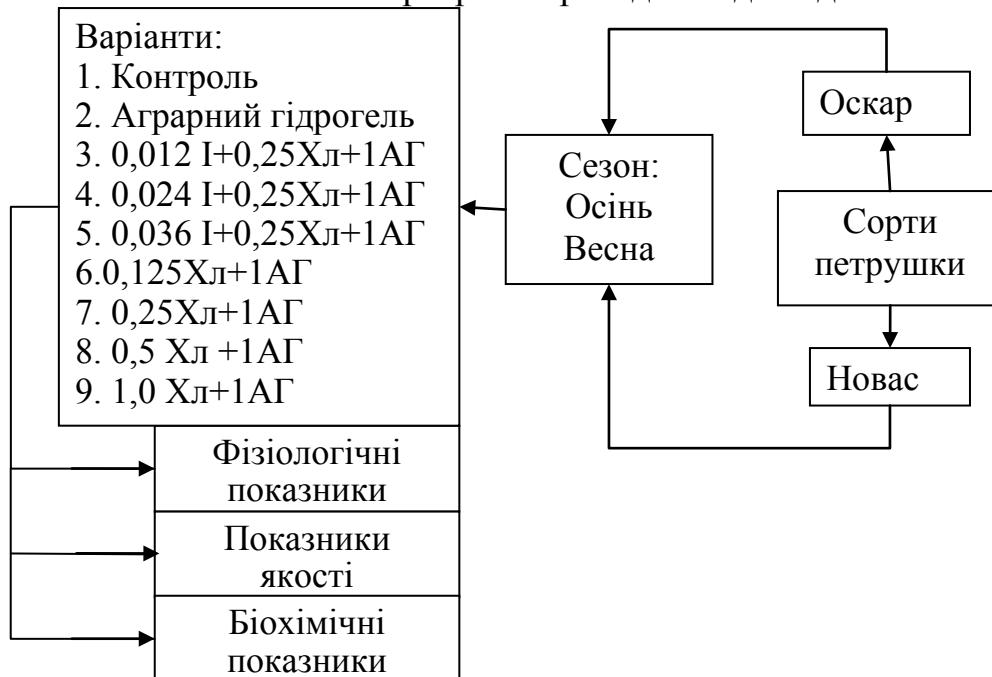 Варіанти:
1. Контроль
2. Аграрний гідрогель
3. 0,012 І+0,25Хл+1АГ
4. 0,024 І+0,25Хл+1АГ
5. 0,036 І+0,25Хл+1АГ
6.0,125Хл+1АГ
7. 0,25Хл+1АГ
8. 0,5 Хл +1АГ
9. 1,0 Хл+1АГ
Фізіологічні
показники
Показники
якості
Біохімічні
показники
Сезон:
Осінь
Весна
Оскар
Сорти
петрушки
Новас